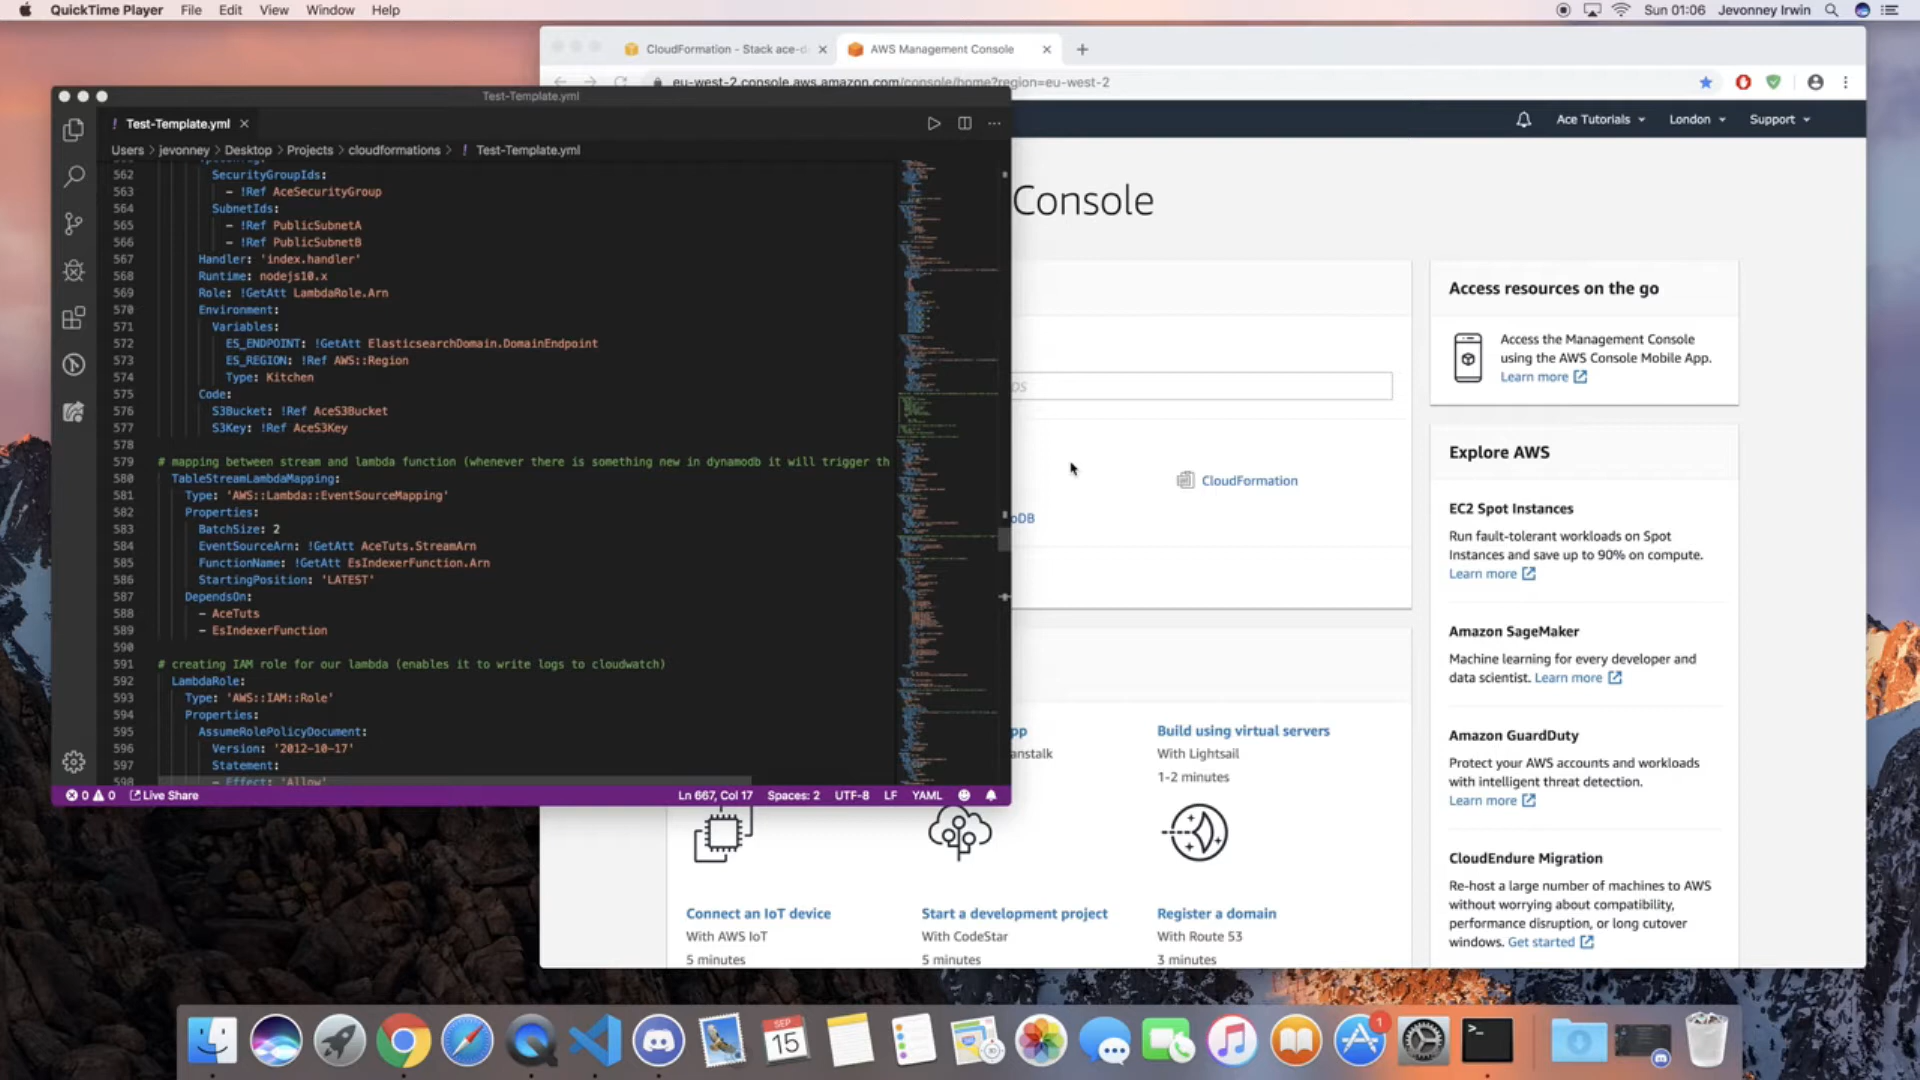 QuickTime Player File Edit View Window Help
Sun 01:06 Jevonney Irwin
CloudFormation - Stack ace-d
AWS Management Console
eu-west-2.console.aws.amazon.com/console/home?region=eu-west-2
Ace Tutorials London Support
Test-Template.yml
Test-Template.yml
Users > jevonney > Desktop > Projects > cloudformations > ! Test-Template.yml
562 SecurityGroupIds:
563 - !Ref AceSecurityGroup
564 SubnetIds:
565 - !Ref PublicSubnetA
566 - !Ref PublicSubnetB
567 Handler: 'index.handler'
568 Runtime: nodejs10.x
569 Role: !GetAtt LambdaRole.Arn
570 Environment:
571 Variables:
572 ES_ENDPOINT: !GetAtt ElasticsearchDomain.DomainEndpoint
573 ES_REGION: !Ref AWS::Region
574 Type: Kitchen
575 Code:
576 S3Bucket: !Ref AceS3Bucket
577 S3Key: !Ref AceS3Key
578
579 # mapping between stream and lambda function (whenever there is something new in dynamodb it will trigger th
580 TableStreamLambdaMapping:
581 Type: 'AWS::Lambda::EventSourceMapping'
582 Properties:
583 BatchSize: 2
584 EventSourceArn: !GetAtt AceTuts.StreamArn
585 FunctionName: !GetAtt EsIndexerFunction.Arn
586 StartingPosition: 'LATEST'
587 DependsOn:
588 - AceTuts
589 - EsIndexerFunction
590
591 # creating IAM role for our lambda (enables it to write logs to cloudwatch)
592 LambdaRole:
593 Type: 'AWS::IAM::Role'
594 Properties:
595 AssumeRolePolicyDocument:
596 Version: '2012-10-17'
597 Statement:
598 - Effect: 'Allow'
0 0 Live Share
Ln 667, Col 17 Spaces: 2 UTF-8 LF YAML
Console
CloudFormation
oDB
Build using virtual servers
With Lightsail
1-2 minutes
pp
anstalk
Connect an IoT device
With AWS IoT
5 minutes
Start a development project
With CodeStar
5 minutes
Register a domain
With Route 53
3 minutes
Access resources on the go
Access the Management Console
using the AWS Console Mobile App.
Learn more
Explore AWS
EC2 Spot Instances
Run fault-tolerant workloads on Spot
Instances and save up to 90% on compute.
Learn more
Amazon SageMaker
Machine learning for every developer and
data scientist. Learn more
Amazon GuardDuty
Protect your AWS accounts and workloads
with intelligent threat detection.
Learn more
CloudEndure Migration
Re-host a large number of machines to AWS
without worrying about compatibility,
performance disruption, or long cutover
windows. Get started
SEP
15
1